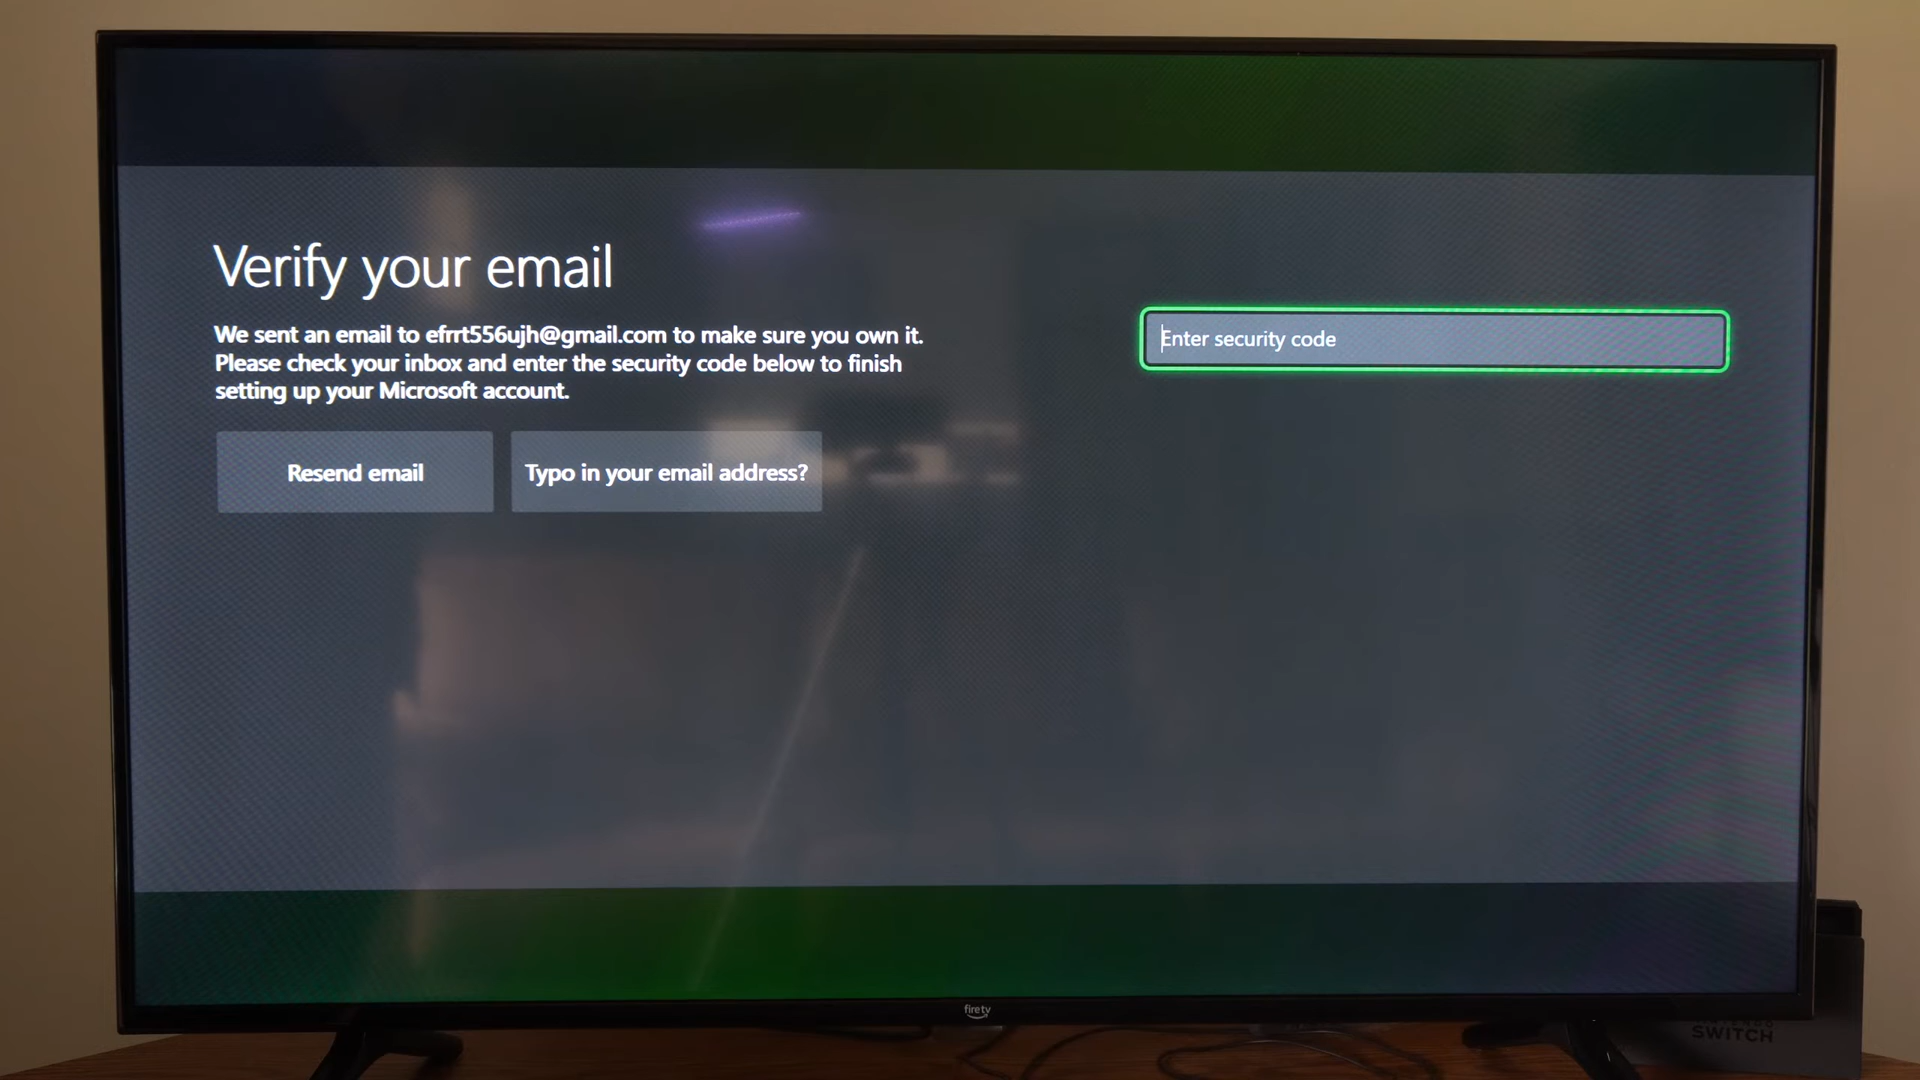 Verify your email
We sent an email to efrrt556ujh@gmail.com to make sure you own it.
Please check your inbox and enter the security code below to finish
setting up your Microsoft account.
Resend email
Typo in your email address?
Enter security code
firetv
SWITCH